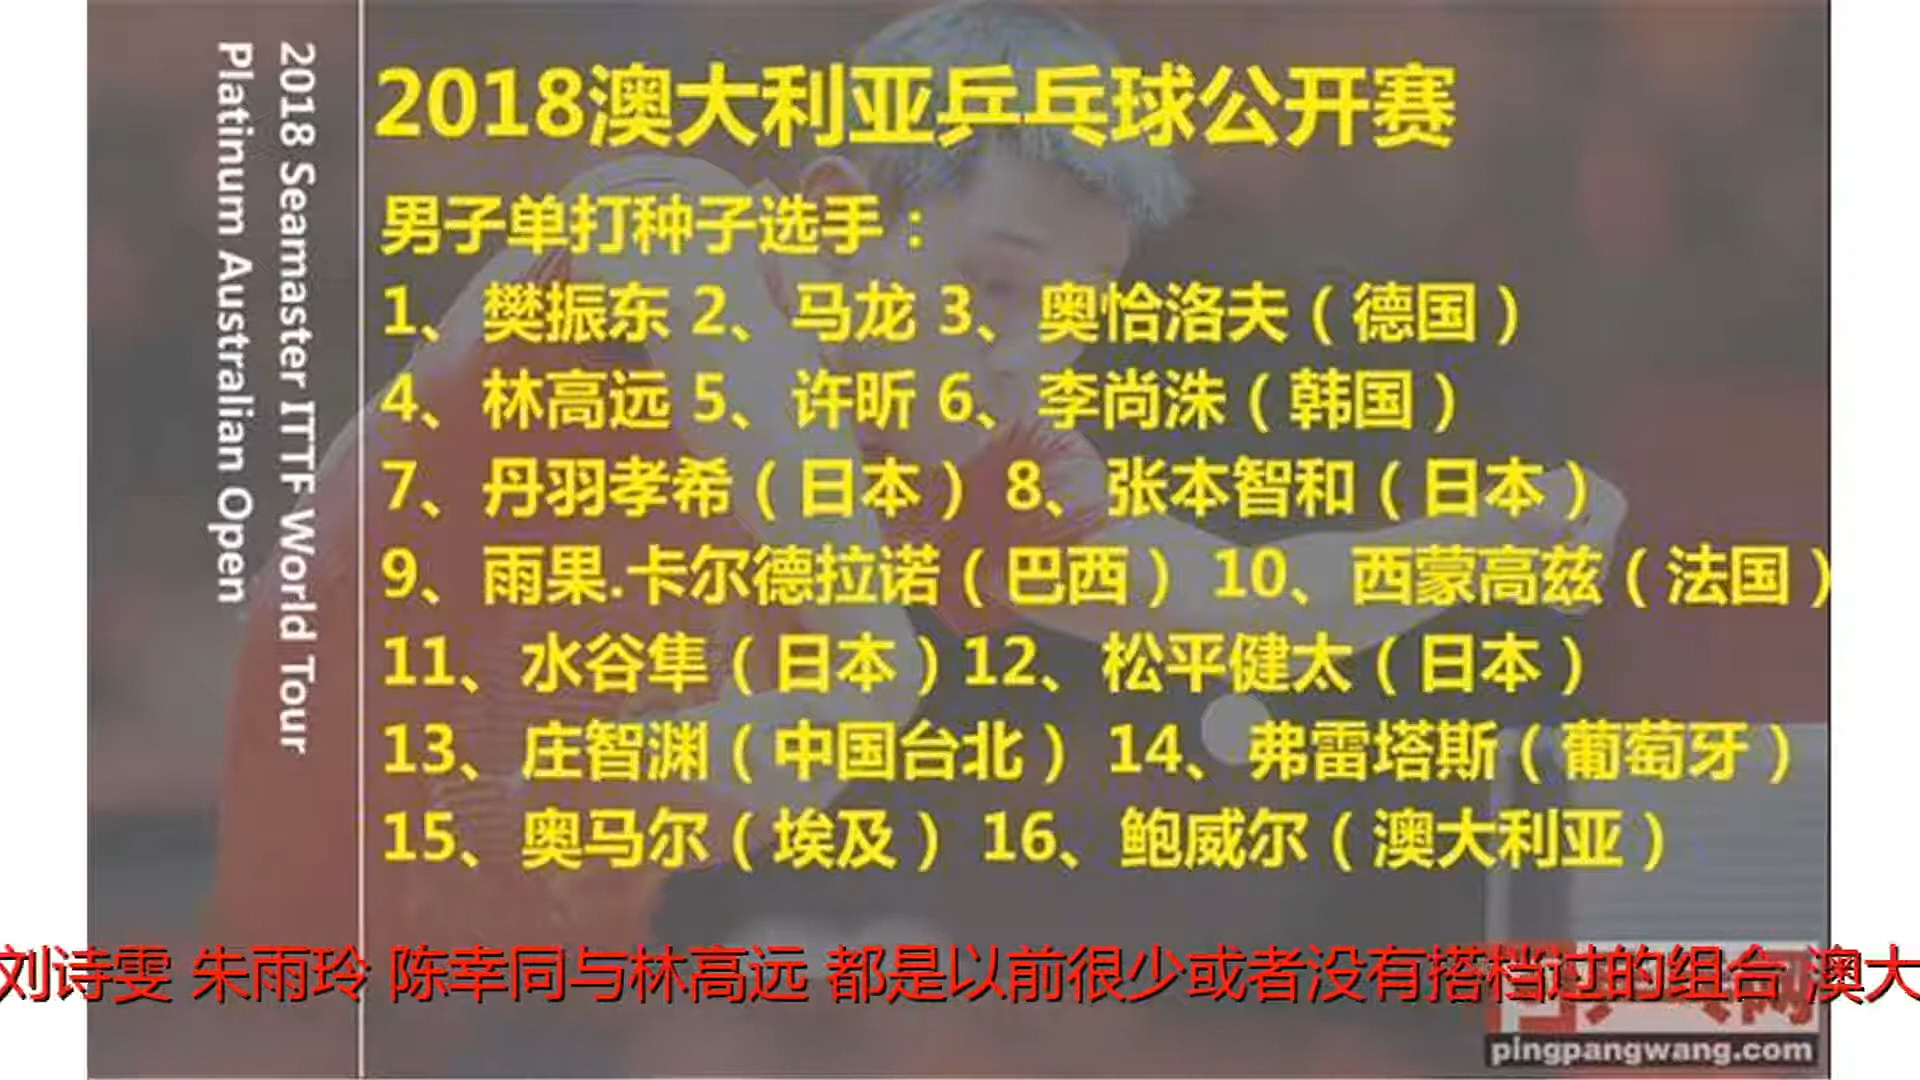 2018 Seamaster ITTF World Tour
Platinum Australian Open
2018澳大利亚乒乓球公开赛
男子单打种子选手：
1、樊振东 2、马龙 3、奥恰洛夫（德国）
4、林高远 5、许昕 6、李尚洙（韩国）
7、丹羽孝希（日本） 8、张本智和（日本）
9、雨果.卡尔德拉诺（巴西） 10、西蒙高兹（法国）
11、水谷隼（日本）12、松平健太（日本）
13、庄智渊（中国台北） 14、弗雷塔斯（葡萄牙）
15、奥马尔（埃及） 16、鲍威尔（澳大利亚）
刘诗雯 朱雨玲 陈幸同与林高远 都是以前很少或者没有搭档过的组合 澳大
pingpangwang.com